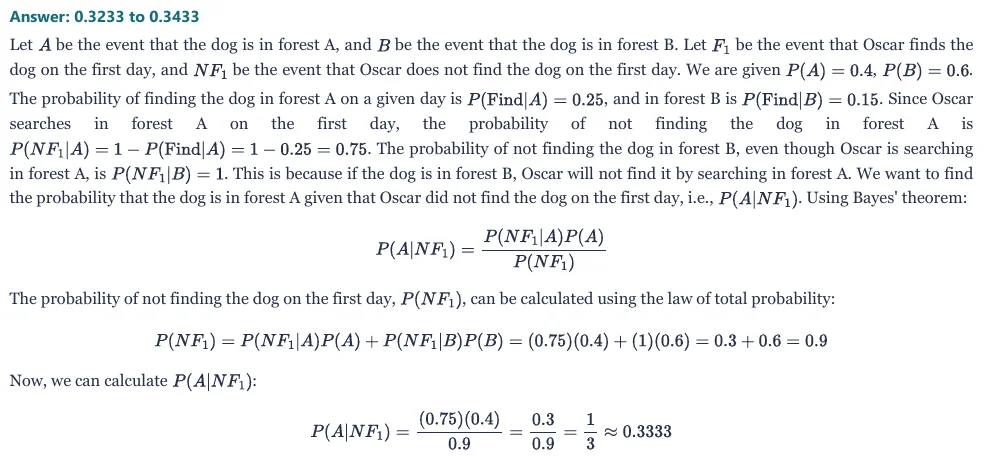 Answer: 0.3233 to 0.3433
Let A be the event that the dog is in forest A, and B be the event that the dog is in forest B. Let F₁ be the event that Oscar finds the
dog on the first day, and NF₁ be the event that Oscar does not find the dog on the first day. We are given P(A) = 0.4, P(B) = 0.6.
The probability of finding the dog in forest A on a given day is P(Find|A) = 0.25, and in forest B is P(Find|B) = 0.15. Since Oscar
searches in forest A on the first day, the probability of not finding the dog in forest A is
P(NF₁|A) = 1 − P(Find|A) = 1 − 0.25 = 0.75. The probability of not finding the dog in forest B, even though Oscar is searching
in forest A, is P(NF₁|B) = 1. This is because if the dog is in forest B, Oscar will not find it by searching in forest A. We want to find
the probability that the dog is in forest A given that Oscar did not find the dog on the first day, i.e., P(A|NF₁). Using Bayes' theorem:
P(A|NF₁) = P(NF₁|A)P(A) / P(NF₁)
The probability of not finding the dog on the first day, P(NF₁), can be calculated using the law of total probability:
P(NF₁) = P(NF₁|A)P(A) + P(NF₁|B)P(B) = (0.75)(0.4) + (1)(0.6) = 0.3 + 0.6 = 0.9
Now, we can calculate P(A|NF₁):
P(A|NF₁) = (0.75)(0.4) / 0.9 = 0.3 / 0.9 = 1 / 3 ≈ 0.3333